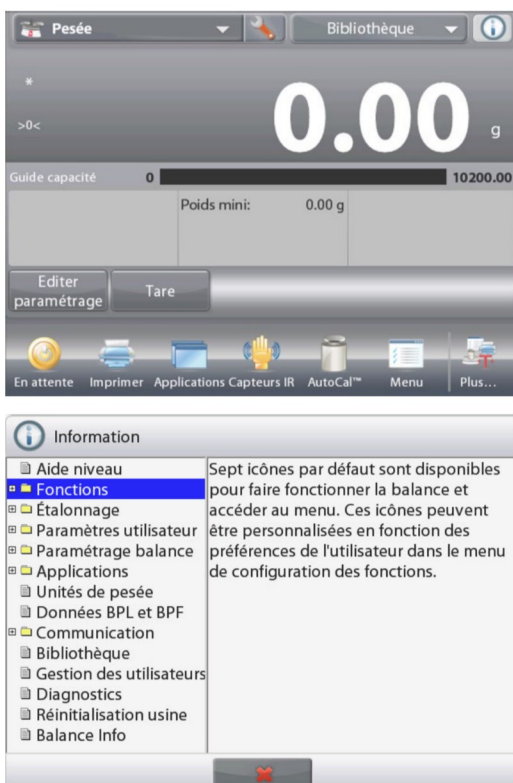 Pesée
Bibliothèque
*
>0<
0.00 g
Guide capacité 0 10200.00
Poids mini: 0.00 g
Editer paramétrage
Tare
En attente Imprimer Applications Capteurs IR AutoCal™ Menu Plus...
Information
Aide niveau
Fonctions
Étalonnage
Paramètres utilisateur
Paramétrage balance
Applications
Unités de pesée
Données BPL et BPF
Communication
Bibliothèque
Gestion des utilisateurs
Diagnostics
Réinitialisation usine
Balance Info
Sept icônes par défaut sont disponibles
pour faire fonctionner la balance et
accéder au menu. Ces icônes peuvent
être personnalisées en fonction des
préférences de l'utilisateur dans le menu
de configuration des fonctions.